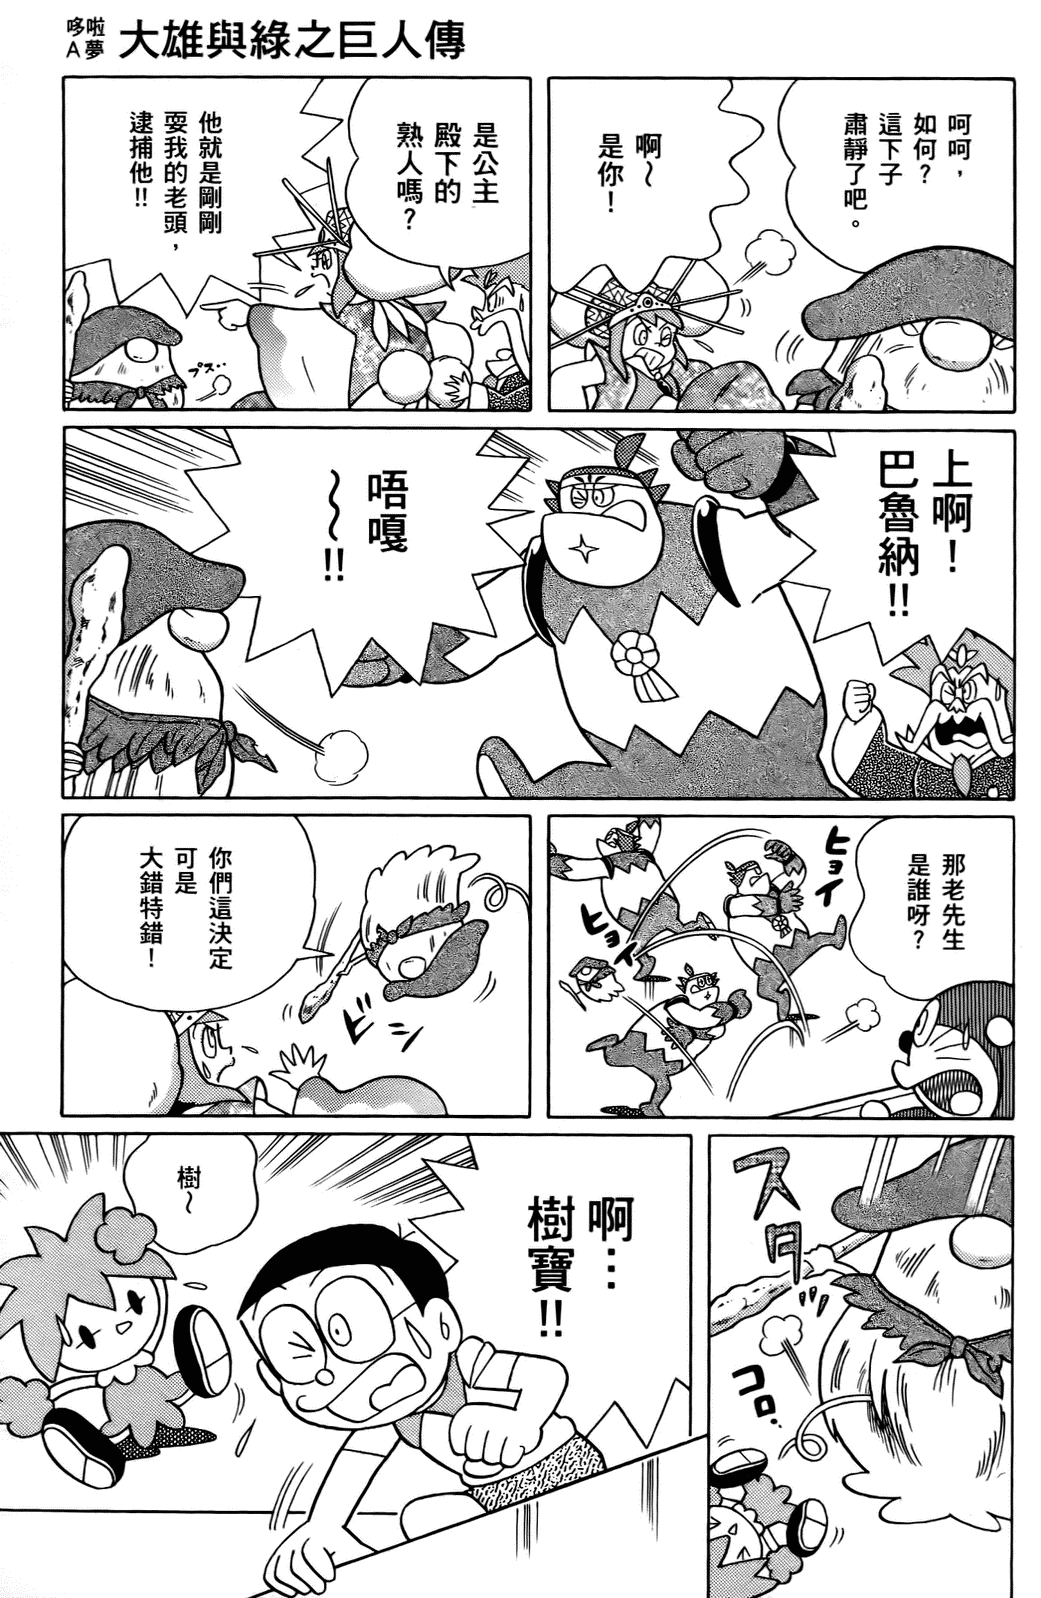 哆啦
A夢
大雄與綠之巨人傳
呵呵，
如何？
這下子
肅靜了吧。
啊～
是你！
是公主
殿下的
熟人嗎？
他就是剛剛
耍我的老頭，
逮捕他!!
プス‥
上啊！
巴魯納!!
唔嘎
～～!!
那老先生
是誰呀？
ヒョイ
ヒョイ
你們這決定
可是
大錯特錯！
ビシ
スタ
コロ
啊…
樹寶!!
樹～